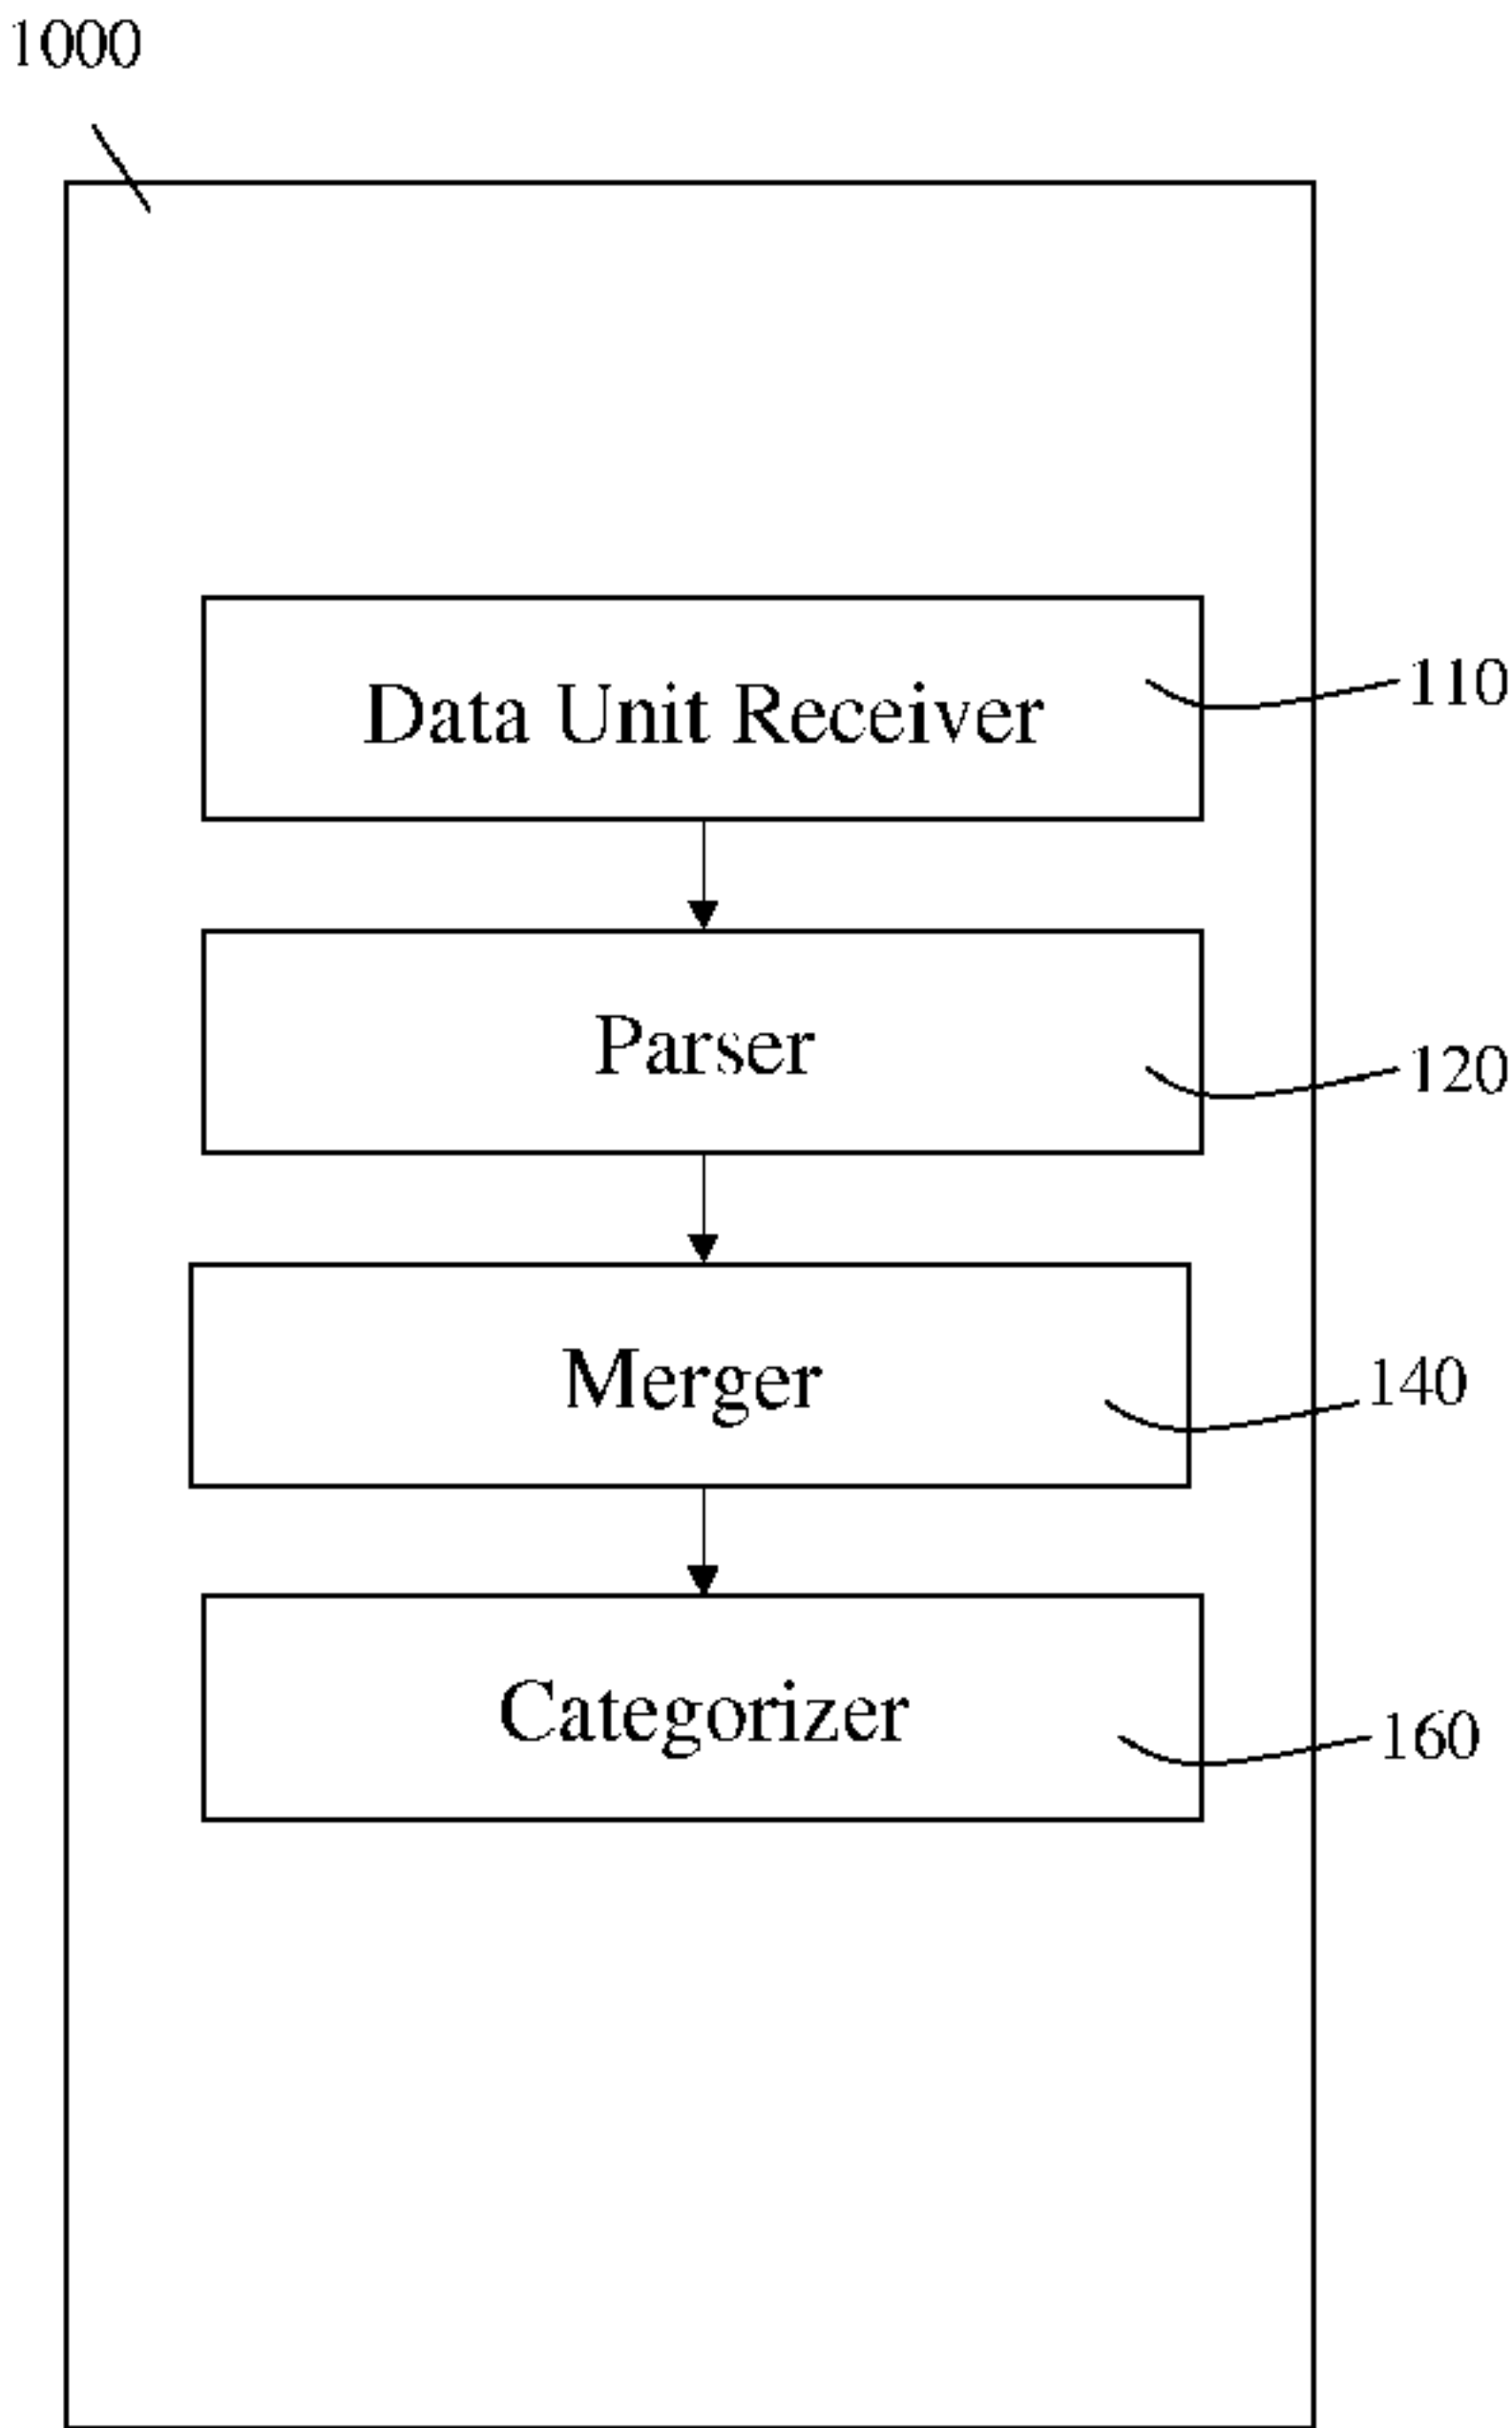 1000
Data Unit Receiver
110
Parser
120
Merger
140
Categorizer
160